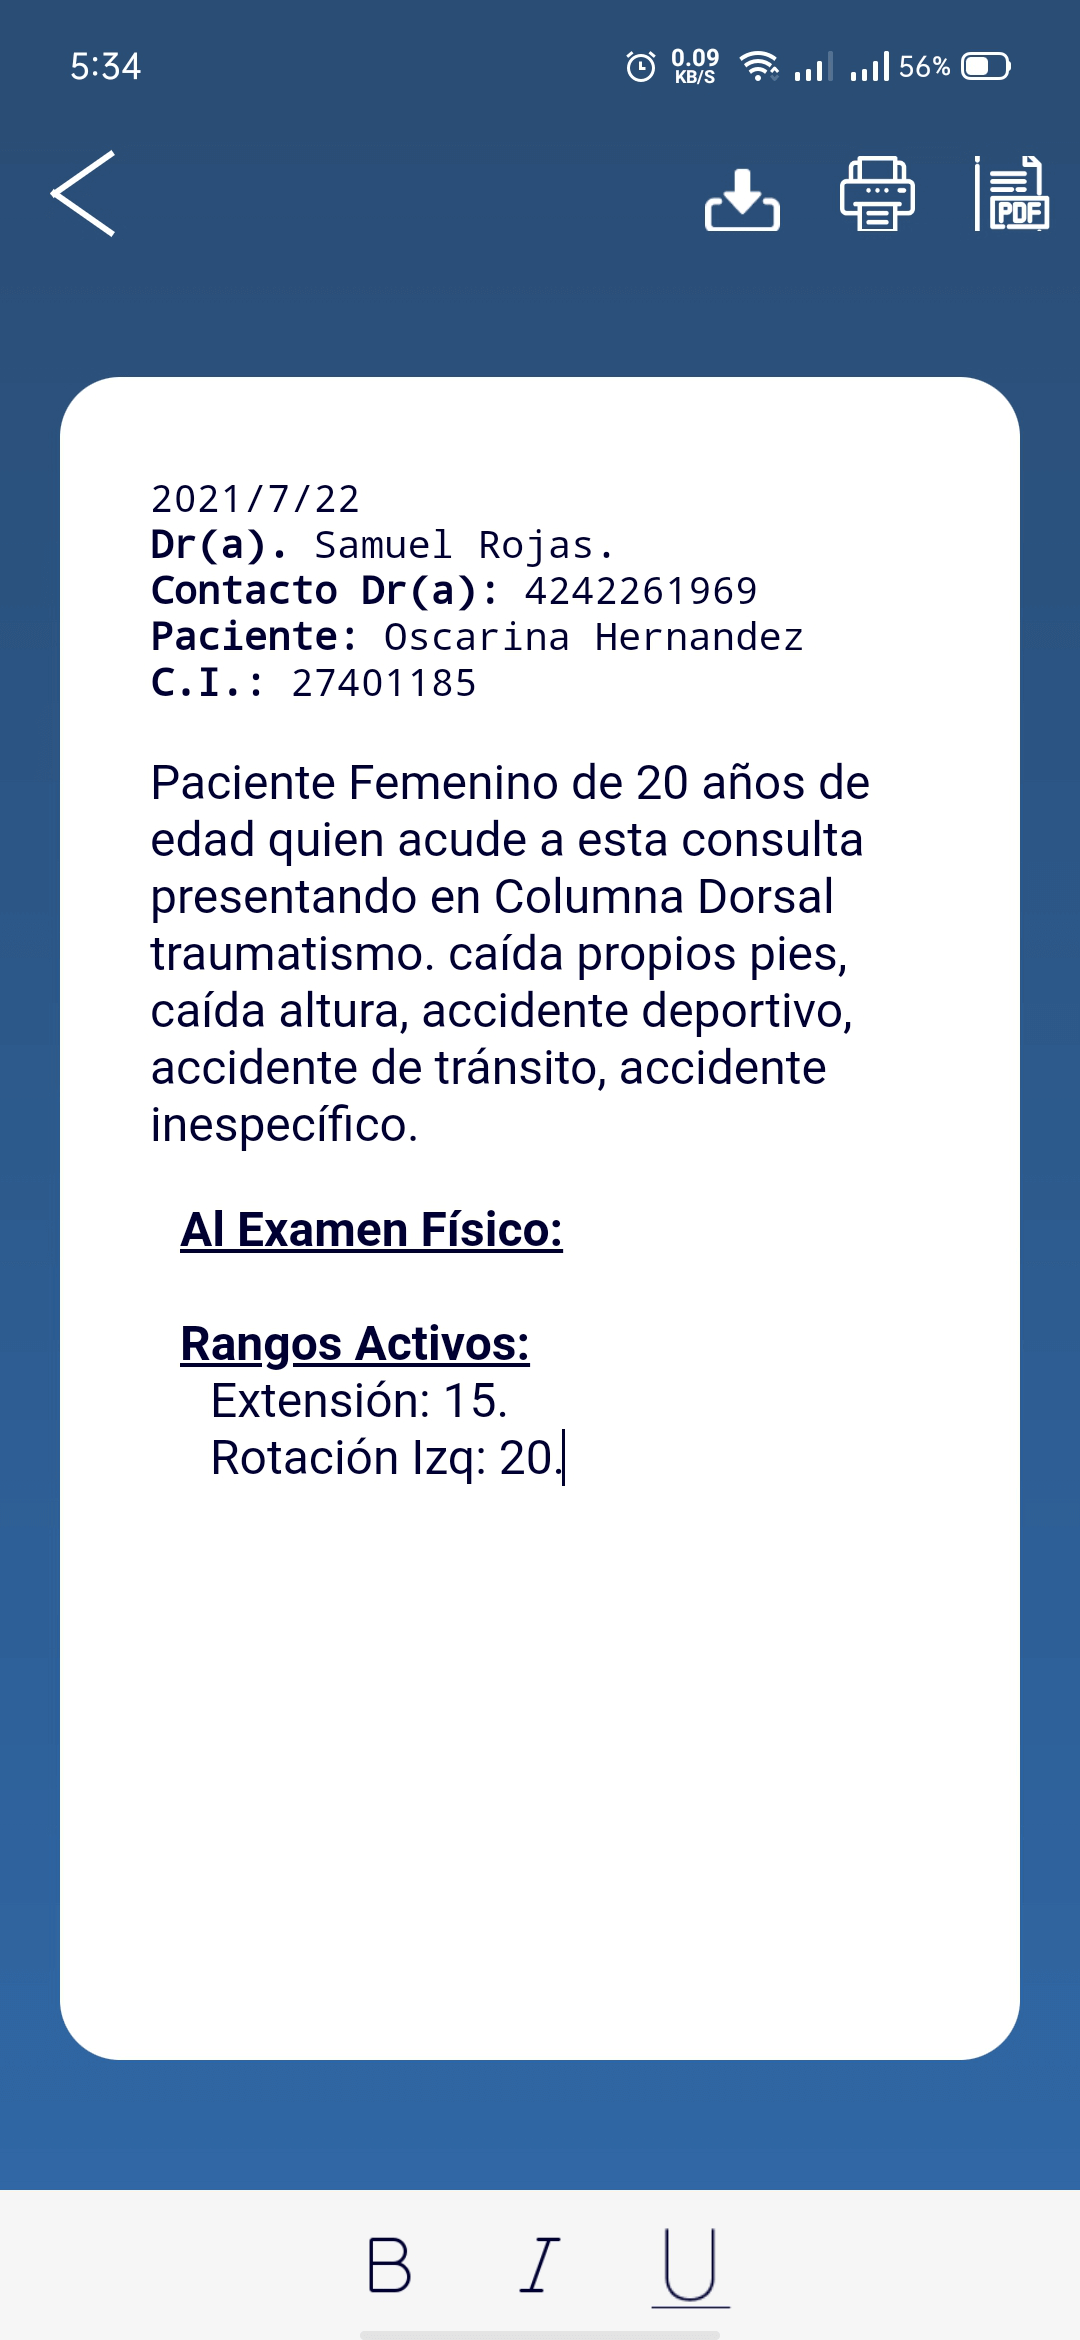 5:34
0.09
KB/S
56%
PDF
2021/7/22
Dr(a). Samuel Rojas.
Contacto Dr(a): 4242261969
Paciente: Oscarina Hernandez
C.I.: 27401185
Paciente Femenino de 20 años de
edad quien acude a esta consulta
presentando en Columna Dorsal
traumatismo. caída propios pies,
caída altura, accidente deportivo,
accidente de tránsito, accidente
inespecífico.
Al Examen Físico:
Rangos Activos:
Extensión: 15.
Rotación Izq: 20.
B I U